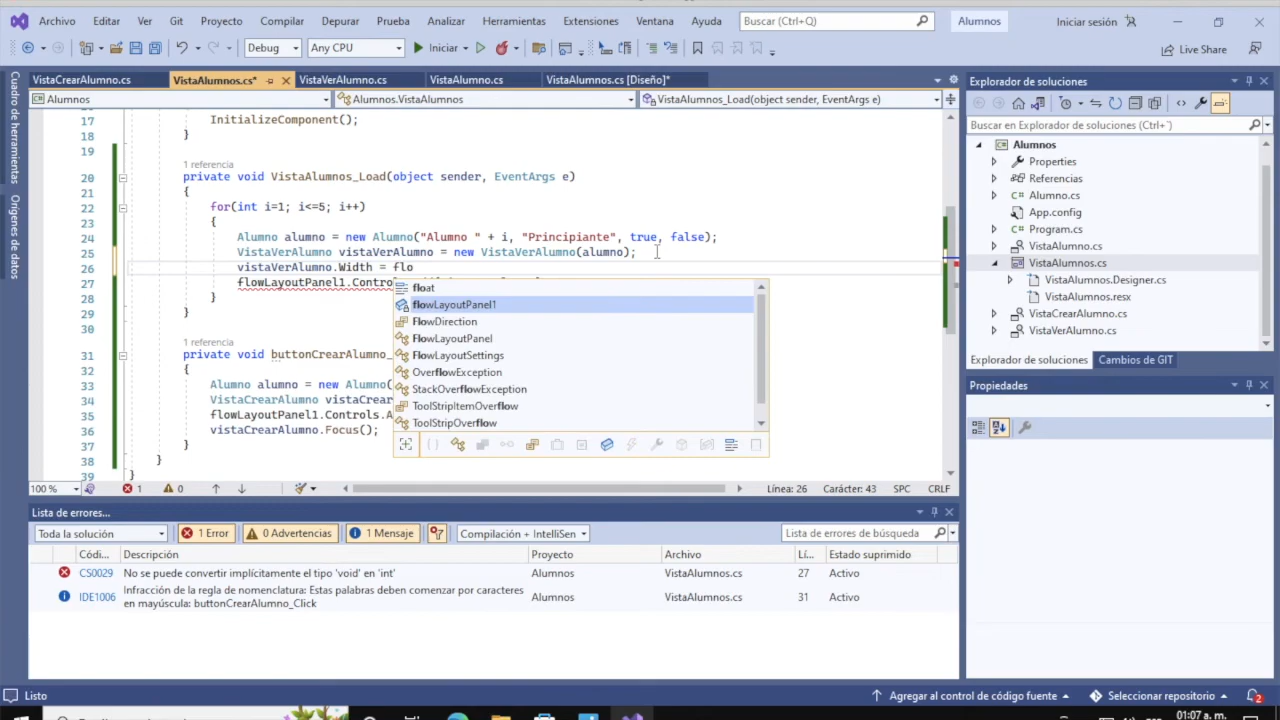 Archivo Editar Ver Git Proyecto Compilar Depurar Prueba Analizar Herramientas Extensiones Ventana Ayuda Buscar (Ctrl+Q) Alumnos Iniciar sesión
Debug Any CPU Iniciar Live Share
VistaCrearAlumno.cs VistaAlumnos.cs* VistaVerAlumno.cs VistaAlumno.cs VistaAlumnos.cs [Diseño]*
Alumnos Alumnos.VistaAlumnos VistaAlumnos_Load(object sender, EventArgs e)
Cuadro de herramientas
Orígenes de datos
17 InitializeComponent();
18 }
19
1 referencia
20 private void VistaAlumnos_Load(object sender, EventArgs e)
21 {
22 for(int i=1; i<=5; i++)
23 {
24 Alumno alumno = new Alumno("Alumno " + i, "Principiante", true, false);
25 VistaVerAlumno vistaVerAlumno = new VistaVerAlumno(alumno);
26 vistaVerAlumno.Width = flo
27 flowLayoutPanel1.Contro
28 }
29 }
30
1 referencia
31 private void buttonCrearAlumno_
32 {
33 Alumno alumno = new Alumno(
34 VistaCrearAlumno vistaCrear
35 flowLayoutPanel1.Controls.A
36 vistaCrearAlumno.Focus();
37 }
38 }
39 }
float
flowLayoutPanel1
FlowDirection
FlowLayoutPanel
FlowLayoutSettings
OverflowException
StackOverflowException
ToolStripItemOverflow
ToolStripOverflow
100 % 1 0 Línea: 26 Carácter: 43 SPC CRLF
Lista de errores...
Toda la solución 1 Error 0 Advertencias 1 Mensaje Compilación + IntelliSen Lista de errores de búsqueda
Códi... Descripción Proyecto Archivo Lí... Estado suprimido
CS0029 No se puede convertir implícitamente el tipo 'void' en 'int' Alumnos VistaAlumnos.cs 27 Activo
IDE1006 Infracción de la regla de nomenclatura: Estas palabras deben comenzar por caracteres en mayúscula: buttonCrearAlumno_Click Alumnos VistaAlumnos.cs 31 Activo
Explorador de soluciones
Buscar en Explorador de soluciones (Ctrl+`)
Alumnos
Properties
Referencias
Alumno.cs
App.config
Program.cs
VistaAlumno.cs
VistaAlumnos.cs
VistaAlumnos.Designer.cs
VistaAlumnos.resx
VistaCrearAlumno.cs
VistaVerAlumno.cs
Explorador de soluciones Cambios de GIT
Propiedades
Listo Agregar al control de código fuente Seleccionar repositorio 2
01:07 a. m.